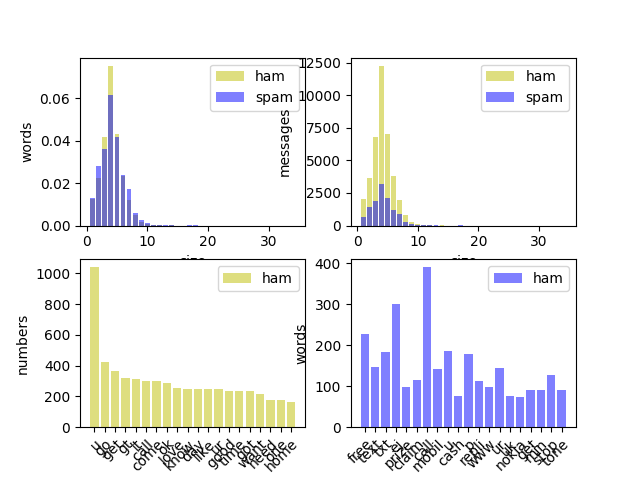 ham
spam
words
0.06
0.04
0.02
0.00
0 10 20 30
size
ham
spam
messages
12500
10000
7500
5000
2500
0
0 10 20 30
size
ham
numbers
1000
800
600
400
200
0
u
go
get
gt
lt
call
come
ok
love
know
day
like
ur
good
time
got
want
need
one
home
ham
words
400
300
200
100
0
free
text
txt
prize
claim
call
mobil
u
cash
repli
www
ur
uk
nokia
get
stop
tone